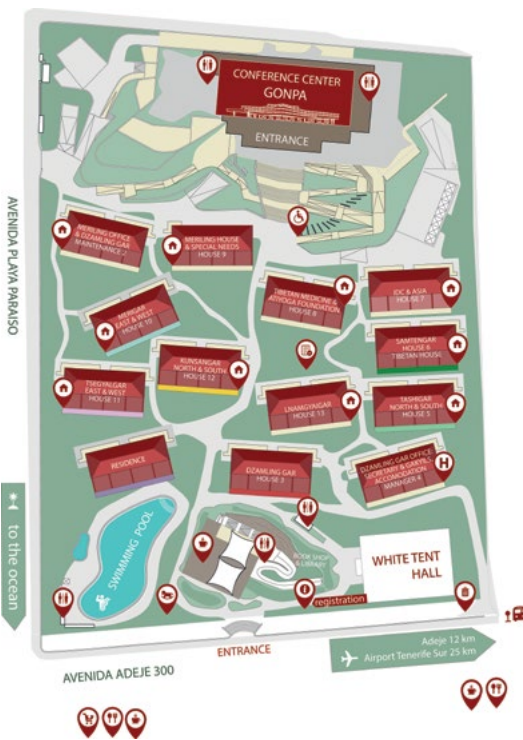 CONFERENCE CENTER
GONPA
ENTRANCE
AVENIDA PLAYA PARAISO
MERILING OFFICE
& DZAMLING GAR
MAINTENANCE 2
MERILING HOUSE
& SPECIAL NEEDS
HOUSE 9
TIBETAN MEDICINE &
ATIYOGA FOUNDATION
HOUSE 8
IDC & ASIA
HOUSE 7
MERIGAR
EAST & WEST
HOUSE 10
SAMTENGAR
HOUSE 6
TIBETAN HOUSE
KUNSANGAR
NORTH & SOUTH
HOUSE 12
TSEGYALGAR
EAST & WEST
HOUSE 11
LNAMGYAIGAR
HOUSE 13
TASHIGAR
NORTH & SOUTH
HOUSE 5
RESIDENCE
DZAMLING GAR
HOUSE 3
DZAMLING GAR OFFICE
SECRETARY & GAKYILS,
ACCOMODATION
MANAGER 4
H
to the ocean
SWIMMING POOL
BOOK SHOP
& LIBRARY
WHITE TENT
HALL
registration
ENTRANCE
Adeje 12 km
Airport Tenerife Sur 25 km
AVENIDA ADEJE 300